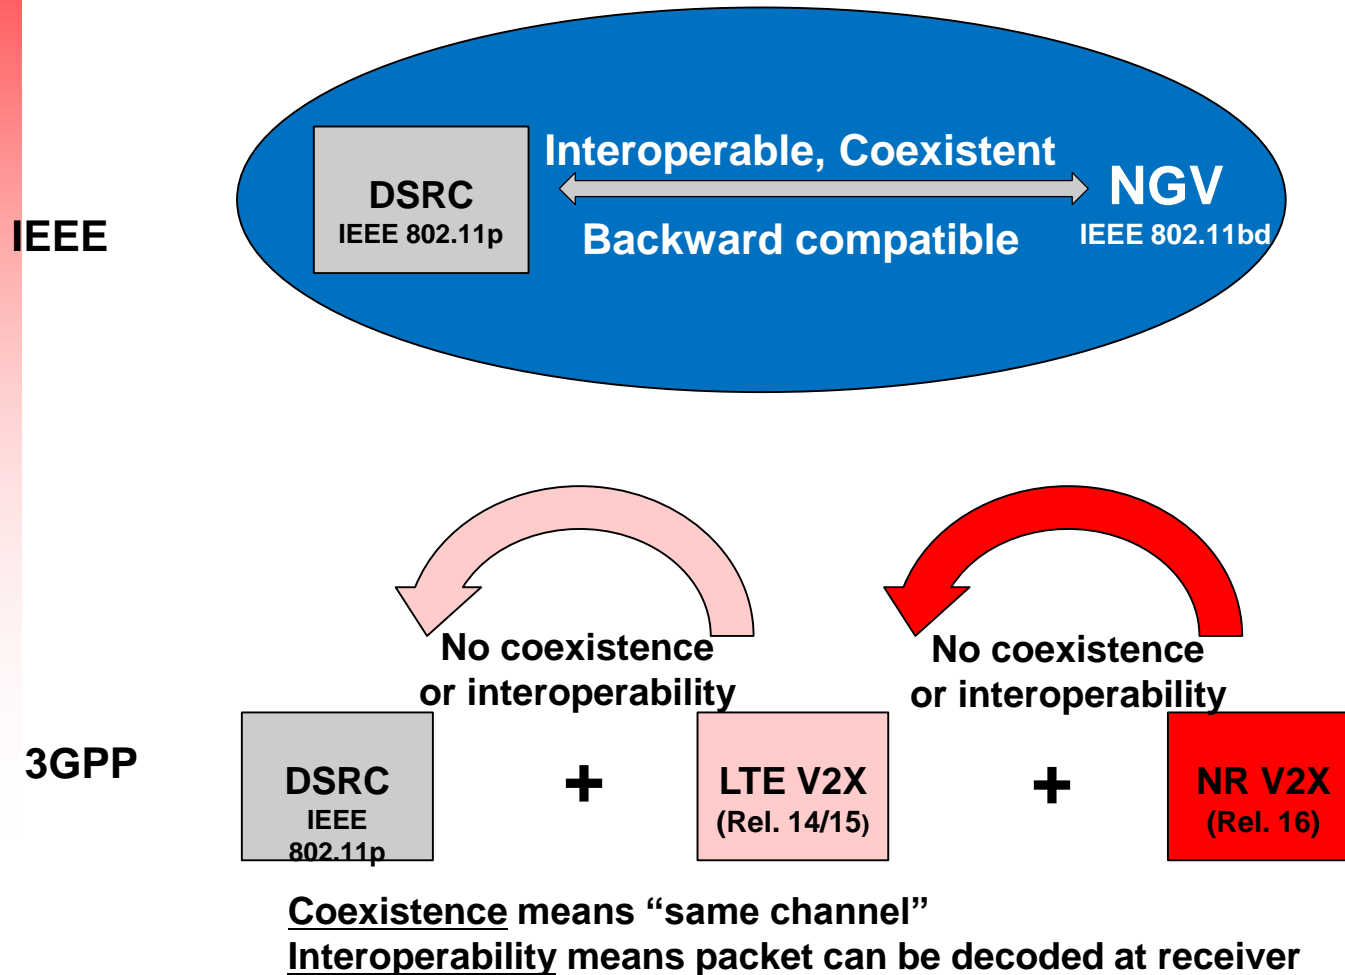 Interoperable, Coexistent
DSRC
IEEE 802.11p
NGV
IEEE 802.11bd
IEEE
Backward compatible
No coexistence
or interoperability
No coexistence
or interoperability
3GPP
DSRC
IEEE
802.11p
+
LTE V2X
(Rel. 14/15)
+
NR V2X
(Rel. 16)
Coexistence means “same channel”
Interoperability means packet can be decoded at receiver